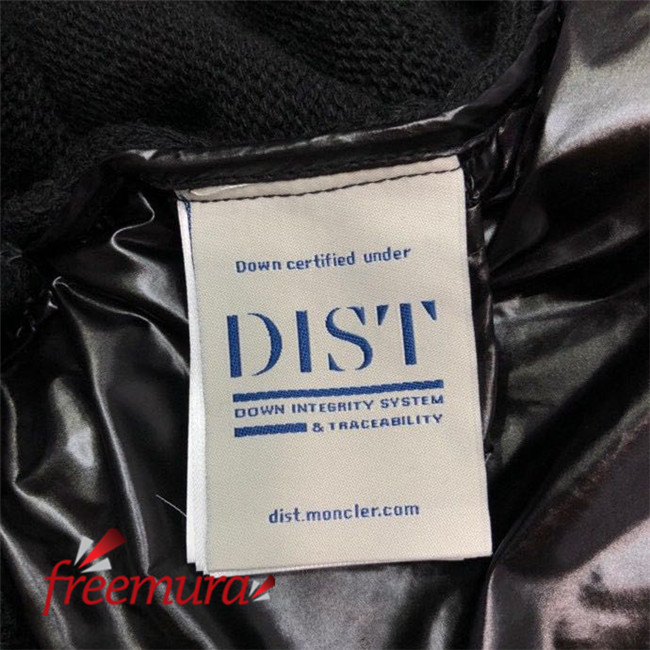 Down certified under
DIST
DOWN INTEGRITY SYSTEM
& TRACEABILITY
dist.moncler.com
freemura